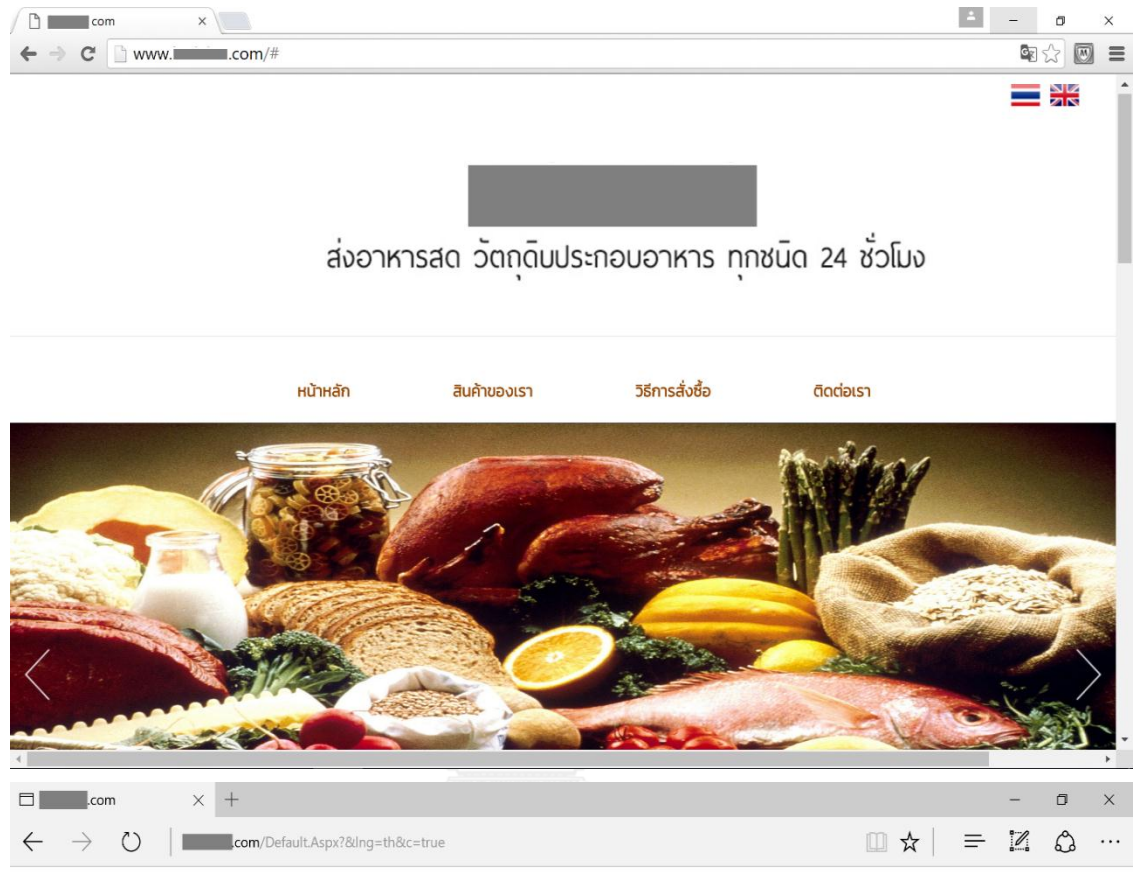 .com
www. .com/#
ส่งอาหารสด วัตถุดิบประกอบอาหาร ทุกชนิด 24 ชั่วโมง
หน้าหลัก สินค้าของเรา วิธีการสั่งซื้อ ติดต่อเรา
.com
.com/Default.Aspx?&lng=th&c=true